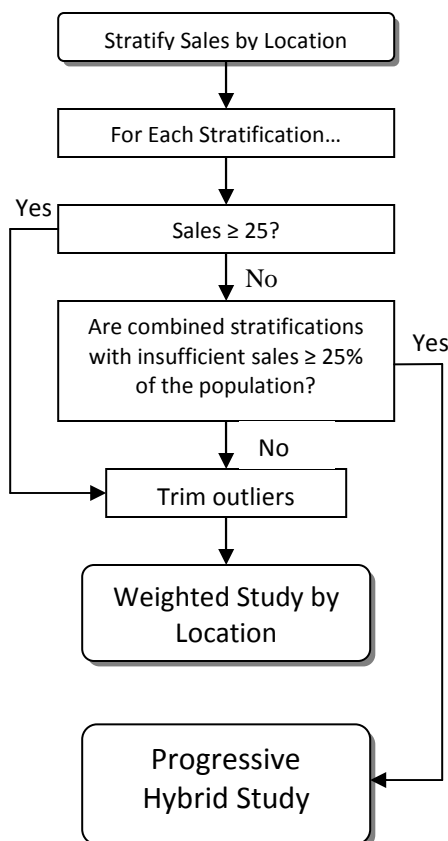 Stratify Sales by Location
For Each Stratification…
Yes
Sales ≥ 25?
No
Are combined stratifications
with insufficient sales ≥ 25%
of the population?
Yes
No
Trim outliers
Weighted Study by
Location
Progressive
Hybrid Study